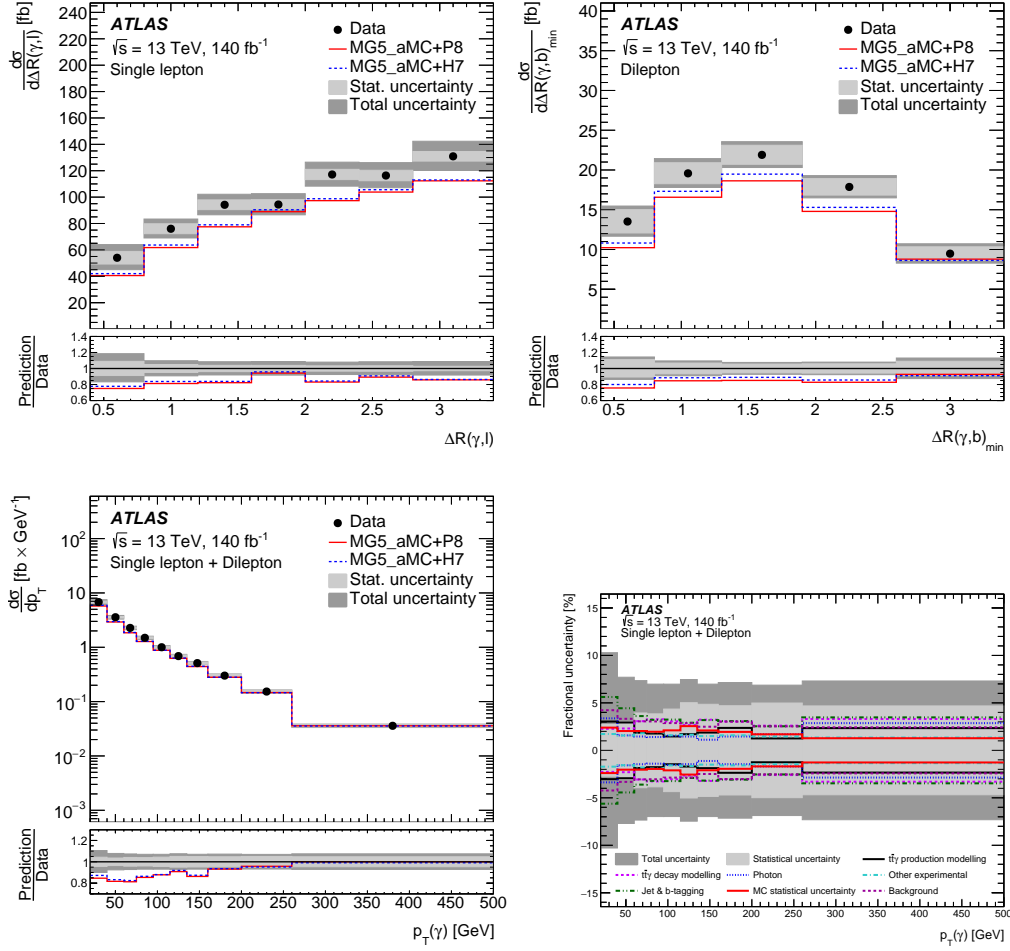 ATLAS
√s = 13 TeV, 140 fb⁻¹
Single lepton
Data
MG5_aMC+P8
MG5_aMC+H7
Stat. uncertainty
Total uncertainty
dσ/dΔR(γ,l) [fb]
240
220
200
180
160
140
120
100
80
60
40
20
Prediction/Data
1.4
1.2
1
0.8
0.6
0.5 1 1.5 2 2.5 3
ΔR(γ,l)
ATLAS
√s = 13 TeV, 140 fb⁻¹
Dilepton
Data
MG5_aMC+P8
MG5_aMC+H7
Stat. uncertainty
Total uncertainty
dσ/dΔR(γ,b)min [fb]
40
35
30
25
20
15
10
5
0
Prediction/Data
1.4
1.2
1
0.8
0.6
0.5 1 1.5 2 2.5 3
ΔR(γ,b)min
ATLAS
√s = 13 TeV, 140 fb⁻¹
Single lepton + Dilepton
Data
MG5_aMC+P8
MG5_aMC+H7
Stat. uncertainty
Total uncertainty
dσ/dpT [fb × GeV⁻¹]
10²
10
1
10⁻¹
10⁻²
10⁻³
Prediction/Data
1.2
1
0.8
50 100 150 200 250 300 350 400 450 500
pT(γ) [GeV]
ATLAS
√s = 13 TeV, 140 fb⁻¹
Single lepton + Dilepton
Fractional uncertainty [%]
15
10
5
0
−5
−10
−15
Total uncertainty Statistical uncertainty tt̄γ production modelling
tt̄γ decay modelling Photon Other experimental
Jet & b-tagging MC statistical uncertainty Background
50 100 150 200 250 300 350 400 450 500
pT(γ) [GeV]